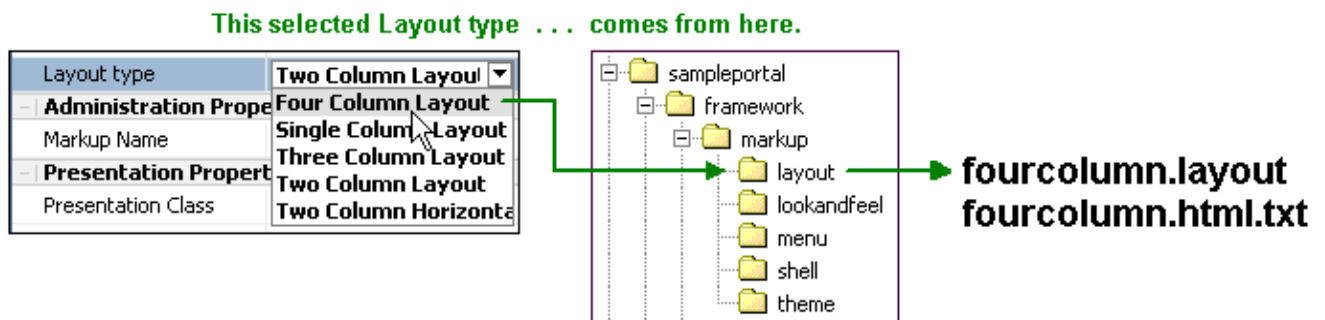 This selected Layout type . . . comes from here.
Layout type
Two Column Layou
Administration Prope
Four Column Layout
Markup Name
Single Column Layout
Three Column Layout
Presentation Propert
Two Column Layout
Presentation Class
Two Column Horizonta
sampleportal
framework
markup
layout
lookandfeel
menu
shell
theme
fourcolumn.layout
fourcolumn.html.txt